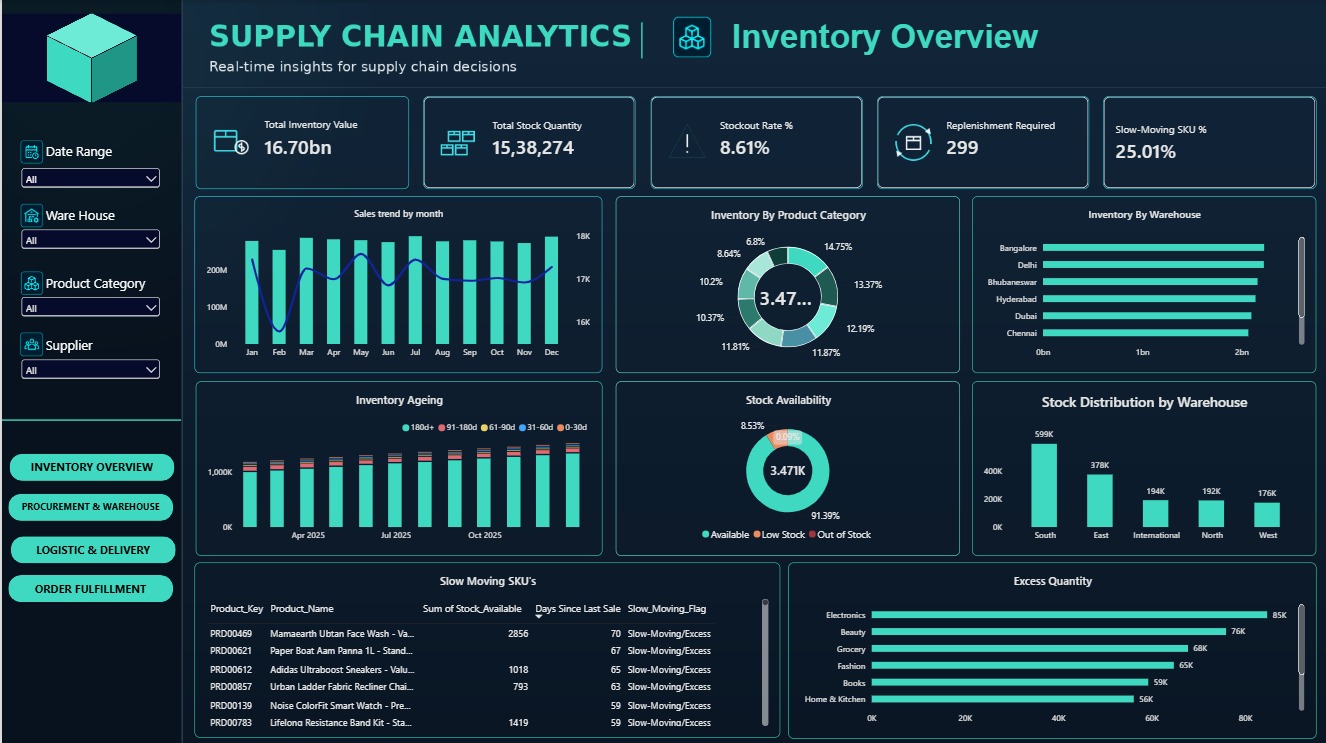 SUPPLY CHAIN ANALYTICS
Inventory Overview
Real-time insights for supply chain decisions
Date Range
All
Ware House
All
Product Category
All
Supplier
All
INVENTORY OVERVIEW
PROCUREMENT & WAREHOUSE
LOGISTIC & DELIVERY
ORDER FULFILLMENT
Total Inventory Value
16.70bn
Total Stock Quantity
15,38,274
Stockout Rate %
8.61%
Replenishment Required
299
Slow-Moving SKU %
25.01%
Sales trend by month
200M
100M
0M
18K
17K
16K
Jan Feb Mar Apr May Jun Jul Aug Sep Oct Nov Dec
Inventory By Product Category
14.75%
13.37%
12.19%
11.87%
11.81%
10.37%
10.2%
8.64%
6.8%
3.47...
Inventory By Warehouse
Bangalore
Delhi
Bhubaneswar
Hyderabad
Dubai
Chennai
0bn 1bn 2bn
Inventory Ageing
180d+ 91-180d 61-90d 31-60d 0-30d
1,000K
0K
Apr 2025 Jul 2025 Oct 2025
Stock Availability
8.53%
0.09%
3.471K
91.39%
Available Low Stock Out of Stock
Stock Distribution by Warehouse
599K
378K
194K
192K
176K
400K
200K
0K
South East International North West
Slow Moving SKU's
Product_Key Product_Name Sum of Stock_Available Days Since Last Sale Slow_Moving_Flag
PRD00469 Mamaearth Ubtan Face Wash - Va... 2856 70 Slow-Moving/Excess
PRD00621 Paper Boat Aam Panna 1L - Stand... 67 Slow-Moving/Excess
PRD00612 Adidas Ultraboost Sneakers - Valu... 1018 65 Slow-Moving/Excess
PRD00857 Urban Ladder Fabric Recliner Chai... 793 63 Slow-Moving/Excess
PRD00139 Noise ColorFit Smart Watch - Pre... 59 Slow-Moving/Excess
PRD00783 Lifelong Resistance Band Kit - Sta... 1419 59 Slow-Moving/Excess
Excess Quantity
Electronics 85K
Beauty 76K
Grocery 68K
Fashion 65K
Books 59K
Home & Kitchen 56K
0K 20K 40K 60K 80K